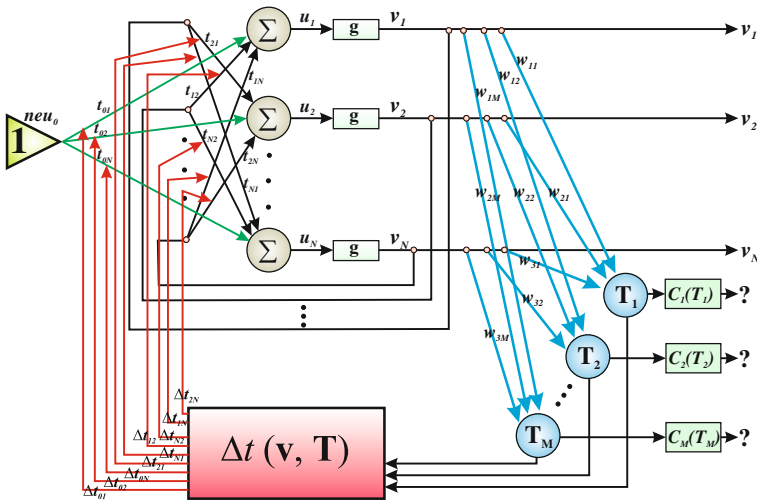 t₂₁
∑
u₁
g
v₁
v₁
w₁₁
w₁₂
w₁ₘ
t₁₂
t₁N
neu₀
1
t₀₁
t₀₂
t₀N
∑
u₂
g
v₂
v₂
tN₂
t₂N
tN₁
w₂ₘ
w₂₂
w₂₁
∑
uN
g
vN
vN
w₃₁
w₃₂
w₃ₘ
T₁
C₁(T₁)
?
T₂
C₂(T₂)
?
Tₘ
Cₘ(Tₘ)
?
Δt₂N
Δt₁N
Δt₁₂
ΔtN₂
ΔtN₁
Δt₂₁
Δt₀N
Δt₀₂
Δt₀₁
Δt (v, T)